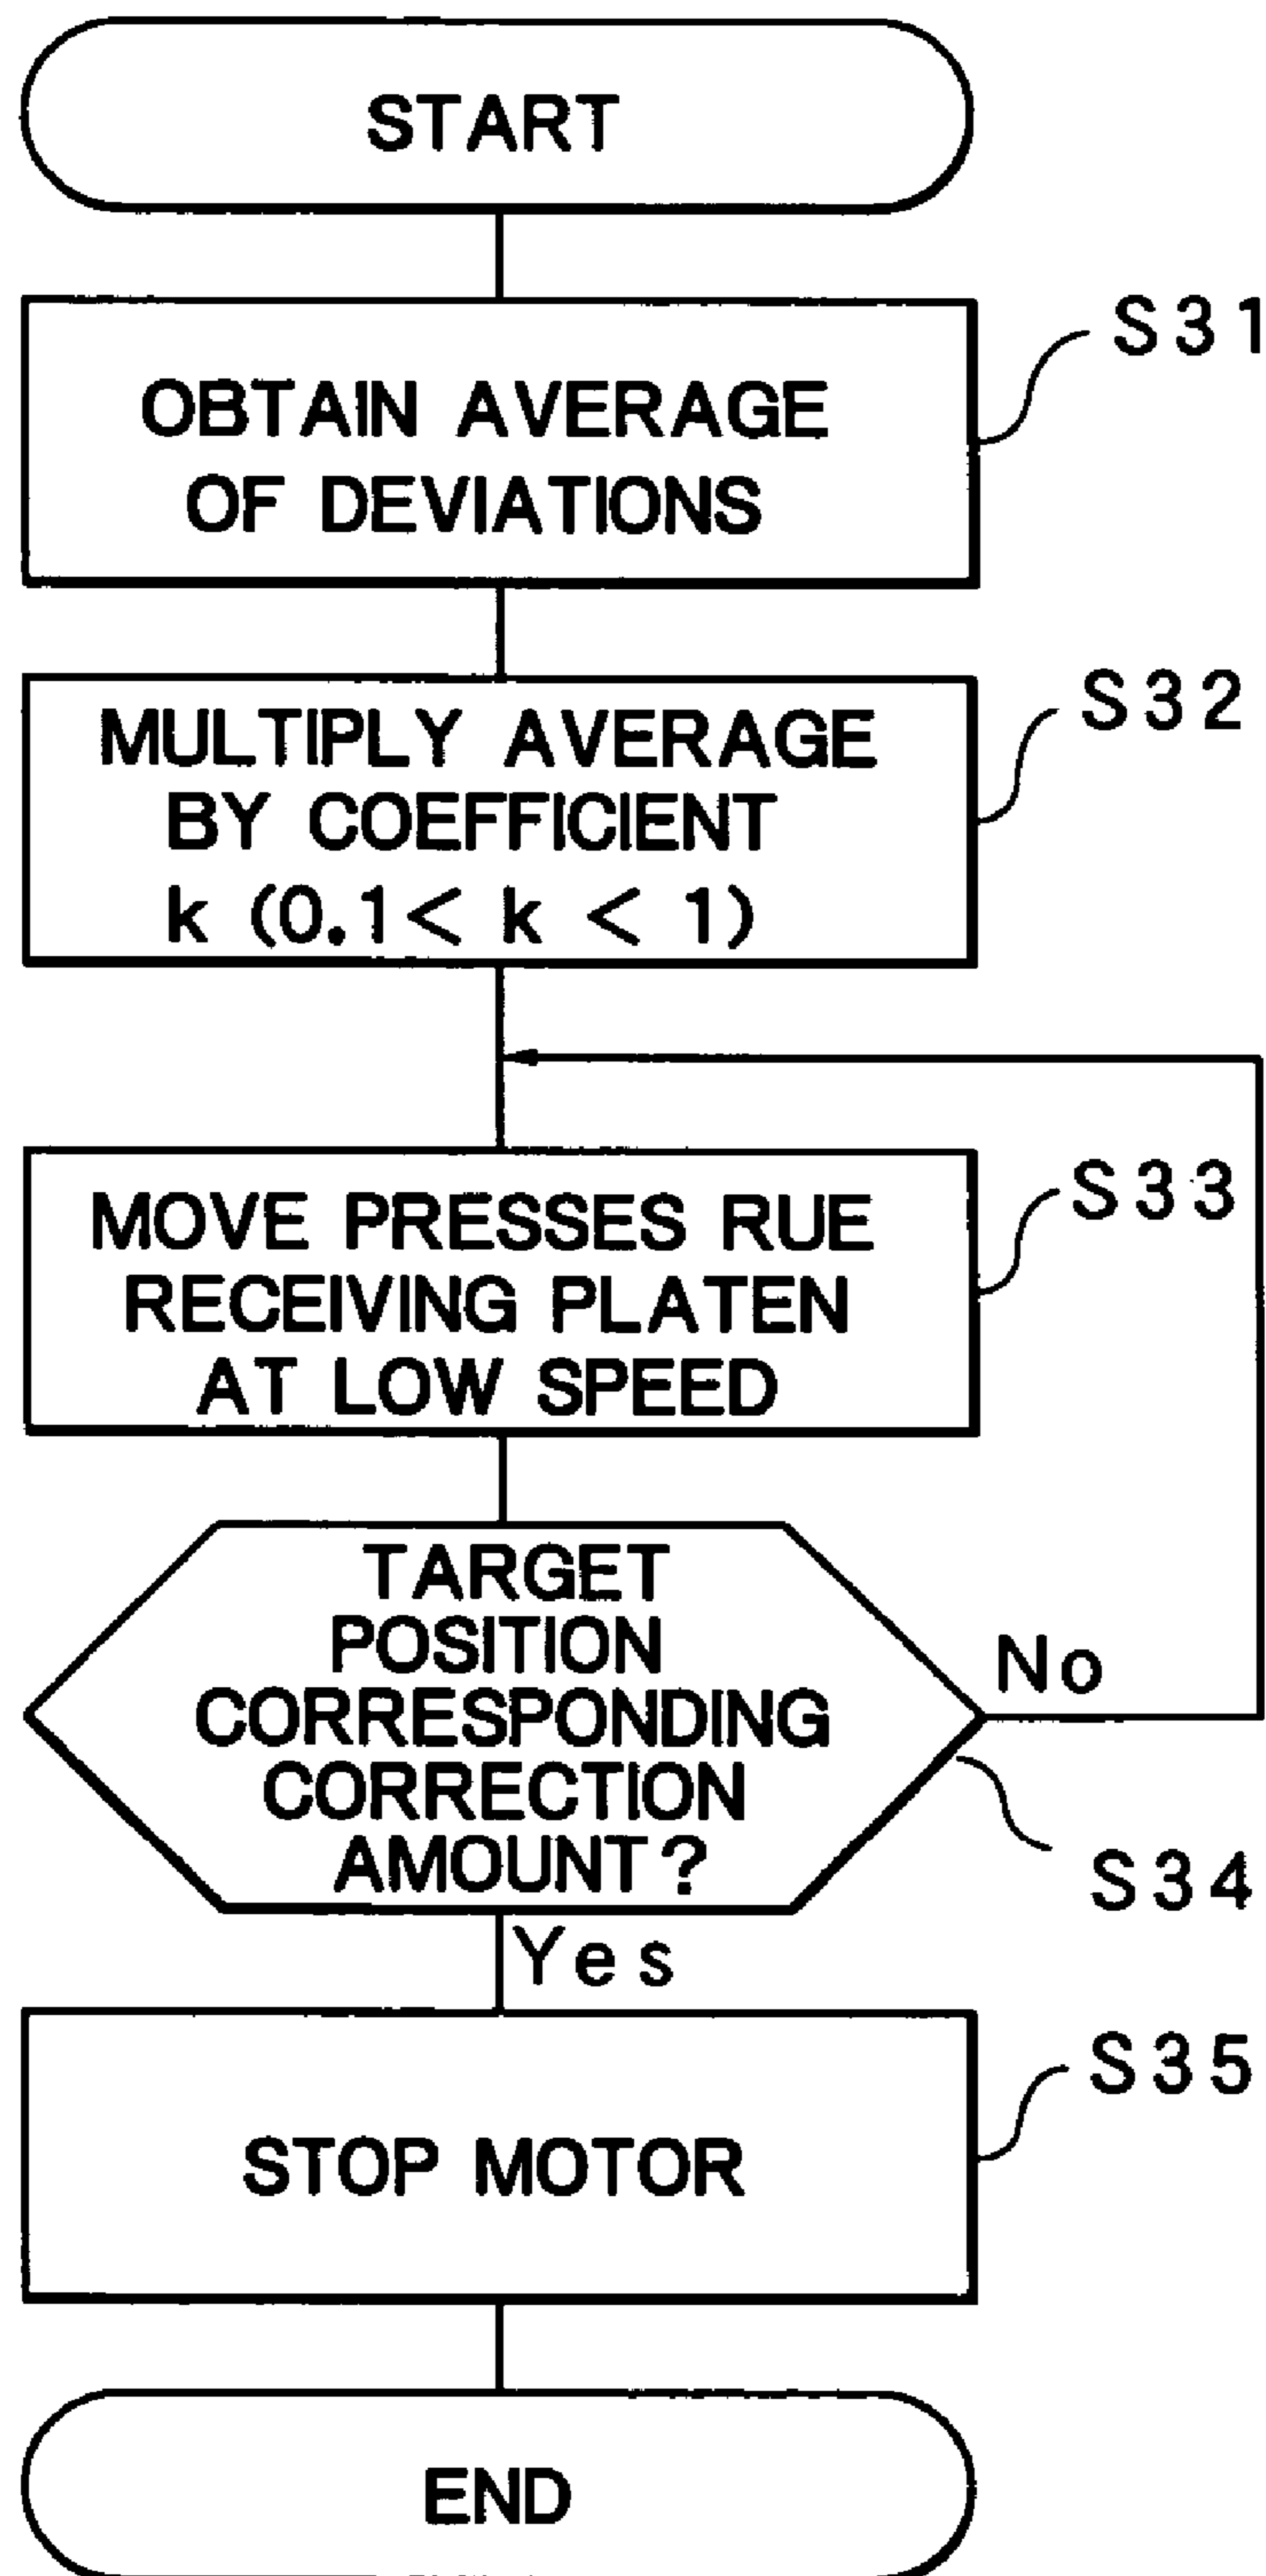 START
S31
OBTAIN AVERAGE
OF DEVIATIONS
S32
MULTIPLY AVERAGE
BY COEFFICIENT
k (0.1< k < 1)
S33
MOVE PRESSES RUE
RECEIVING PLATEN
AT LOW SPEED
TARGET
POSITION
CORRESPONDING
CORRECTION
AMOUNT?
No
S34
Yes
S35
STOP MOTOR
END